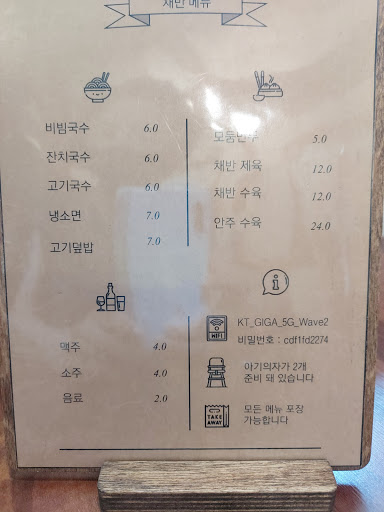 채반 메뉴
비빔국수 6.0
잔치국수 6.0
고기국수 6.0
냉소면 7.0
고기덮밥 7.0
모둠만두 5.0
채반 제육 12.0
채반 수육 12.0
안주 수육 24.0
맥주 4.0
소주 4.0
음료 2.0
WIFI
KT_GIGA_5G_Wave2
비밀번호 : cdf1fd2274
아기의자가 2개
준비 돼 있습니다
TAKE
AWAY
모든 메뉴 포장
가능합니다